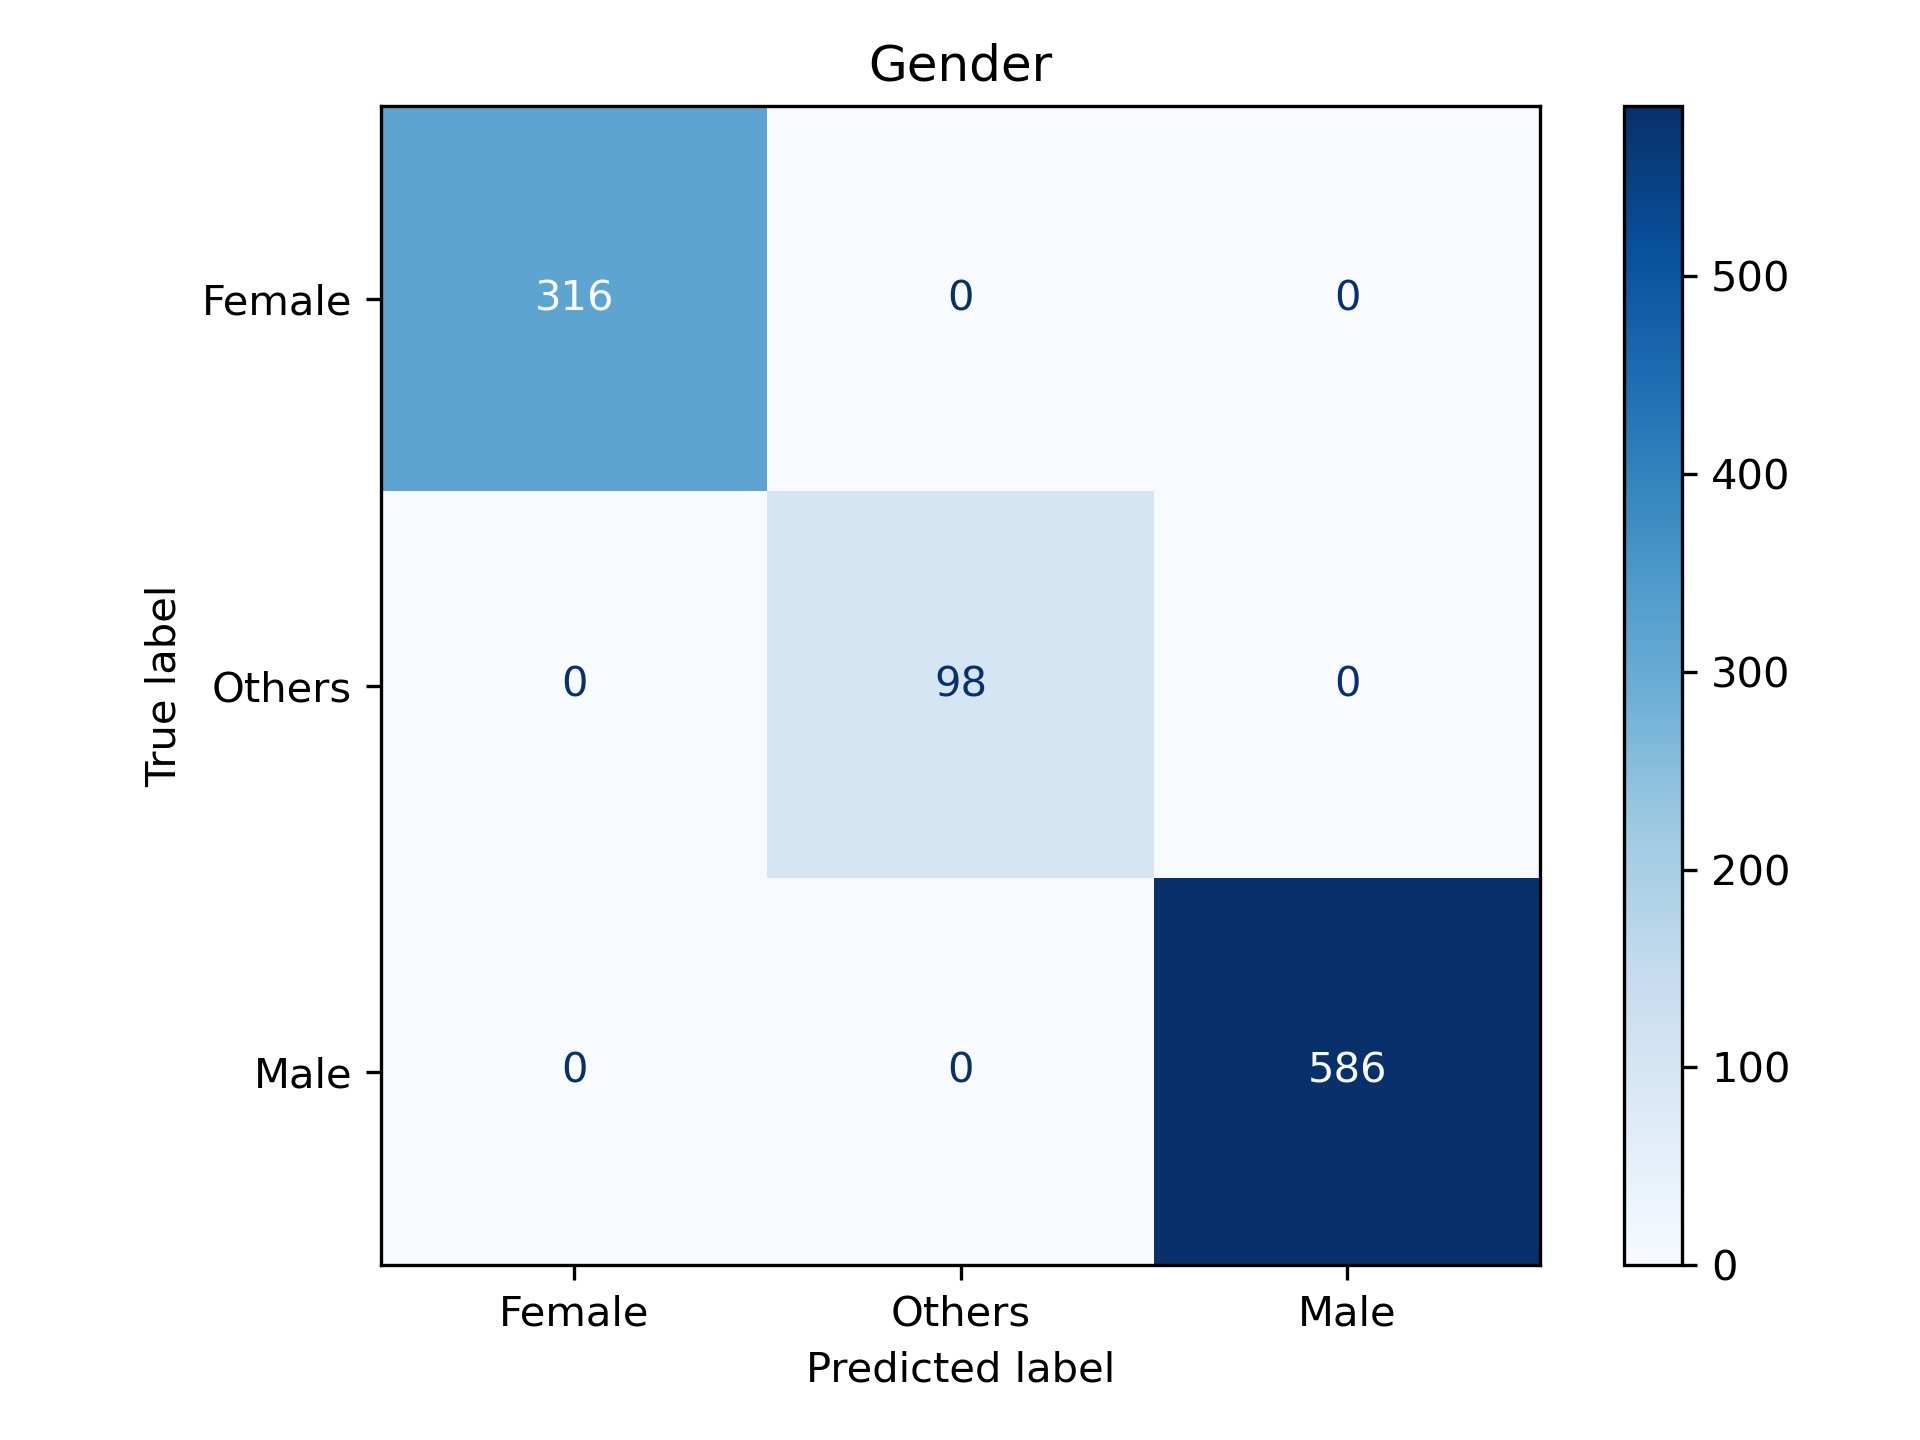 Gender
Female 316 0 0
Others 0 98 0
Male 0 0 586
Female Others Male
Predicted label
True label
500
400
300
200
100
0